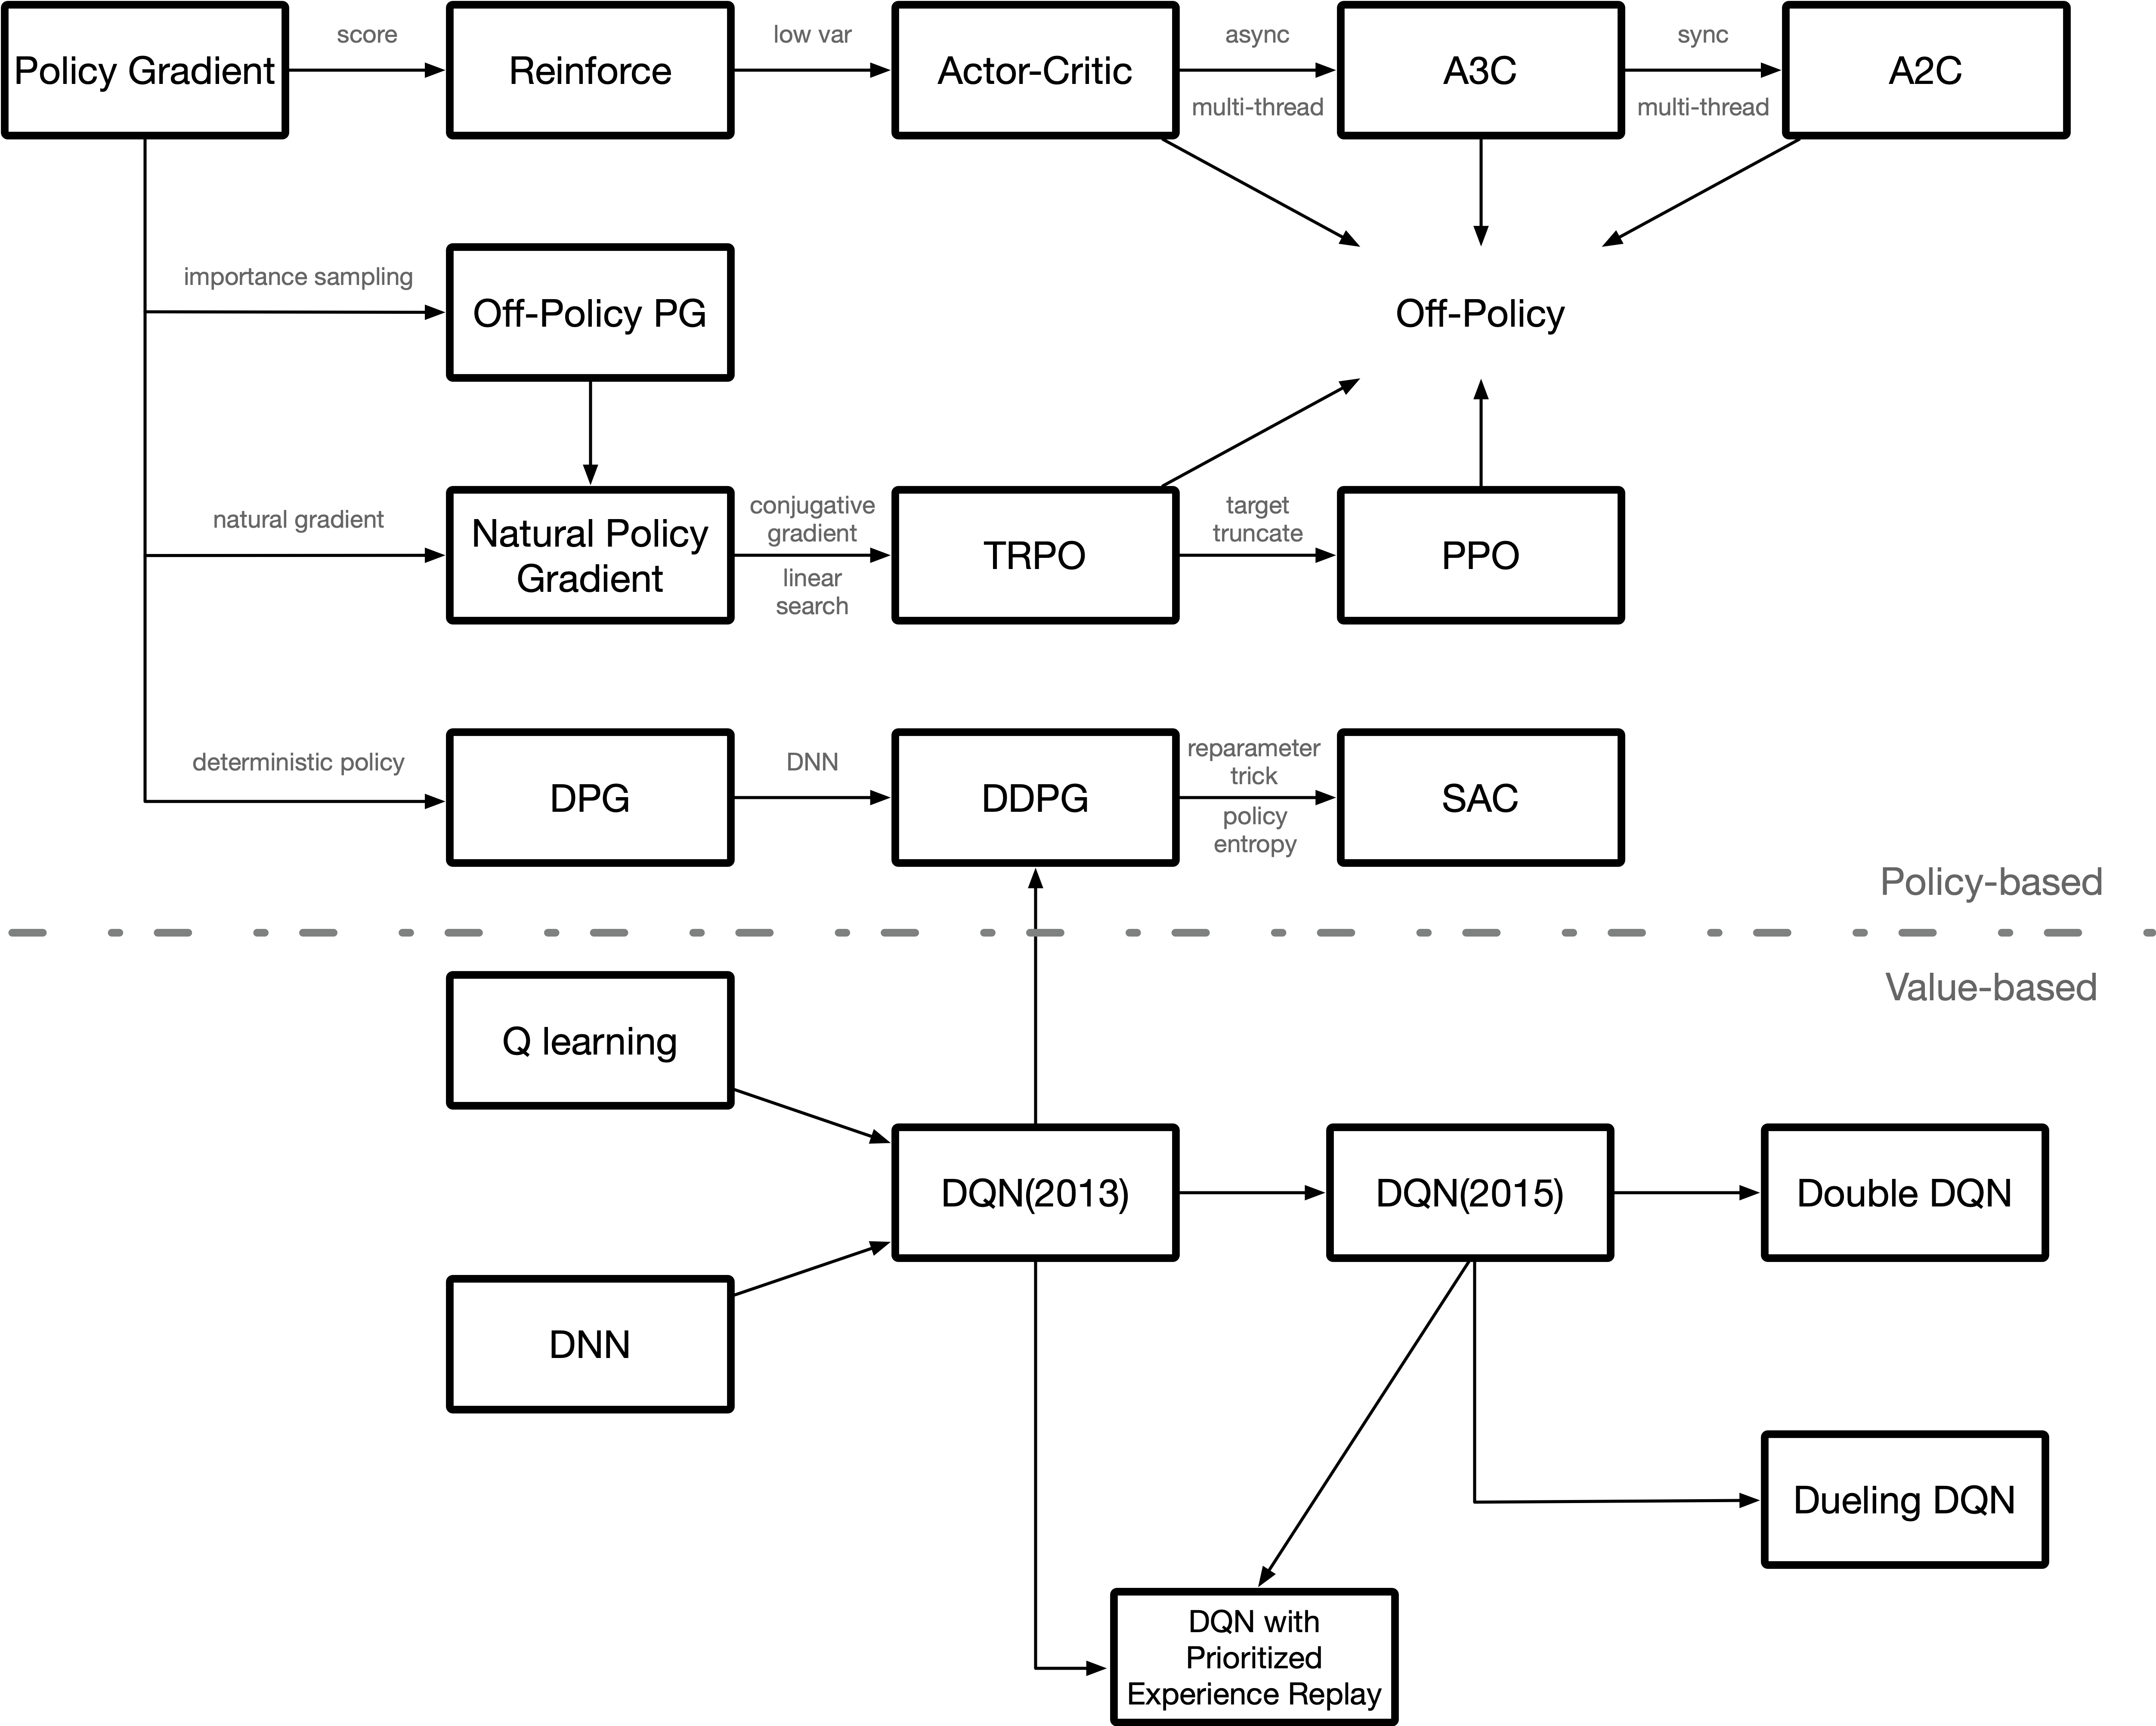 Policy Gradient
score
Reinforce
low var
Actor-Critic
async
multi-thread
A3C
sync
multi-thread
A2C
importance sampling
Off-Policy PG
Off-Policy
natural gradient
Natural Policy
Gradient
conjugative
gradient
linear
search
TRPO
target
truncate
PPO
deterministic policy
DPG
DNN
DDPG
reparameter
trick
policy
entropy
SAC
Policy-based
Value-based
Q learning
DQN(2013)
DQN(2015)
Double DQN
DNN
Dueling DQN
DQN with
Prioritized
Experience Replay